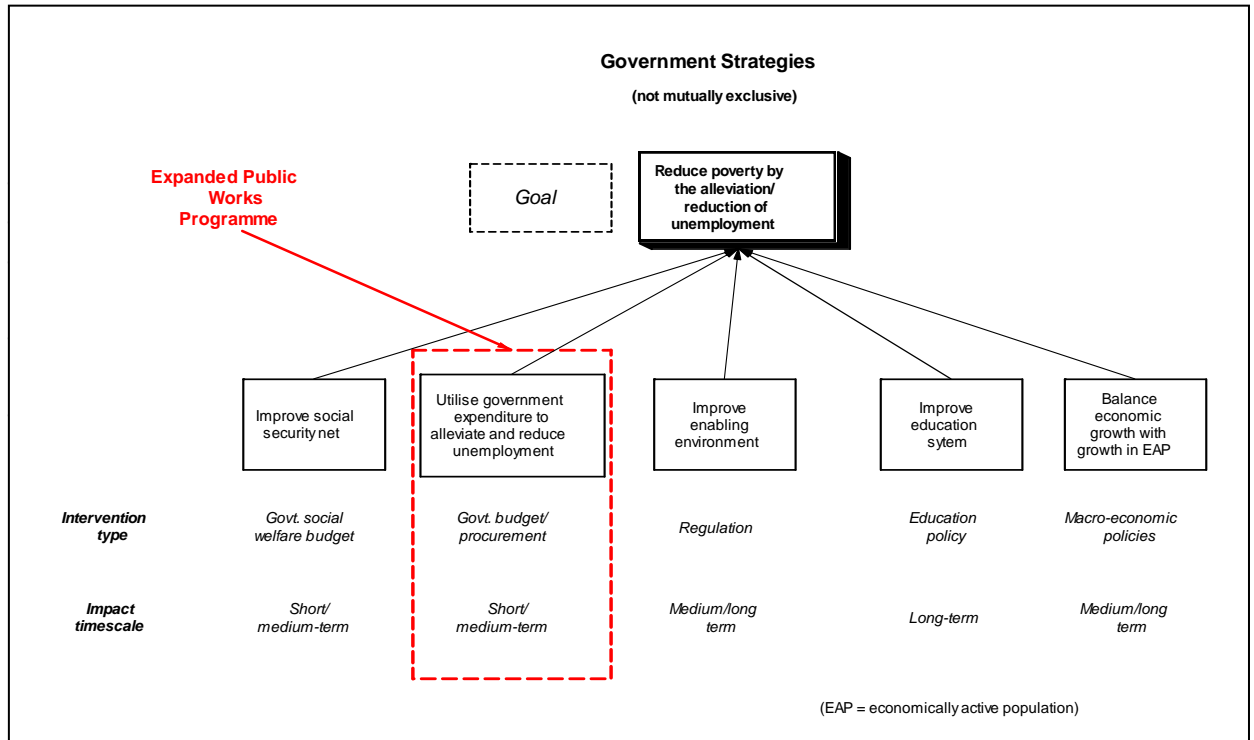 Government Strategies
(not mutually exclusive)
Expanded Public
Works
Programme
Goal
Reduce poverty by
the alleviation/
reduction of
unemployment
Improve social
security net
Utilise government
expenditure to
alleviate and reduce
unemployment
Improve
enabling
environment
Improve
education
sytem
Balance
economic
growth with
growth in EAP
Intervention
type
Govt. social
welfare budget
Govt. budget/
procurement
Regulation
Education
policy
Macro-economic
policies
Impact
timescale
Short/
medium-term
Short/
medium-term
Medium/long
term
Long-term
Medium/long
term
(EAP = economically active population)